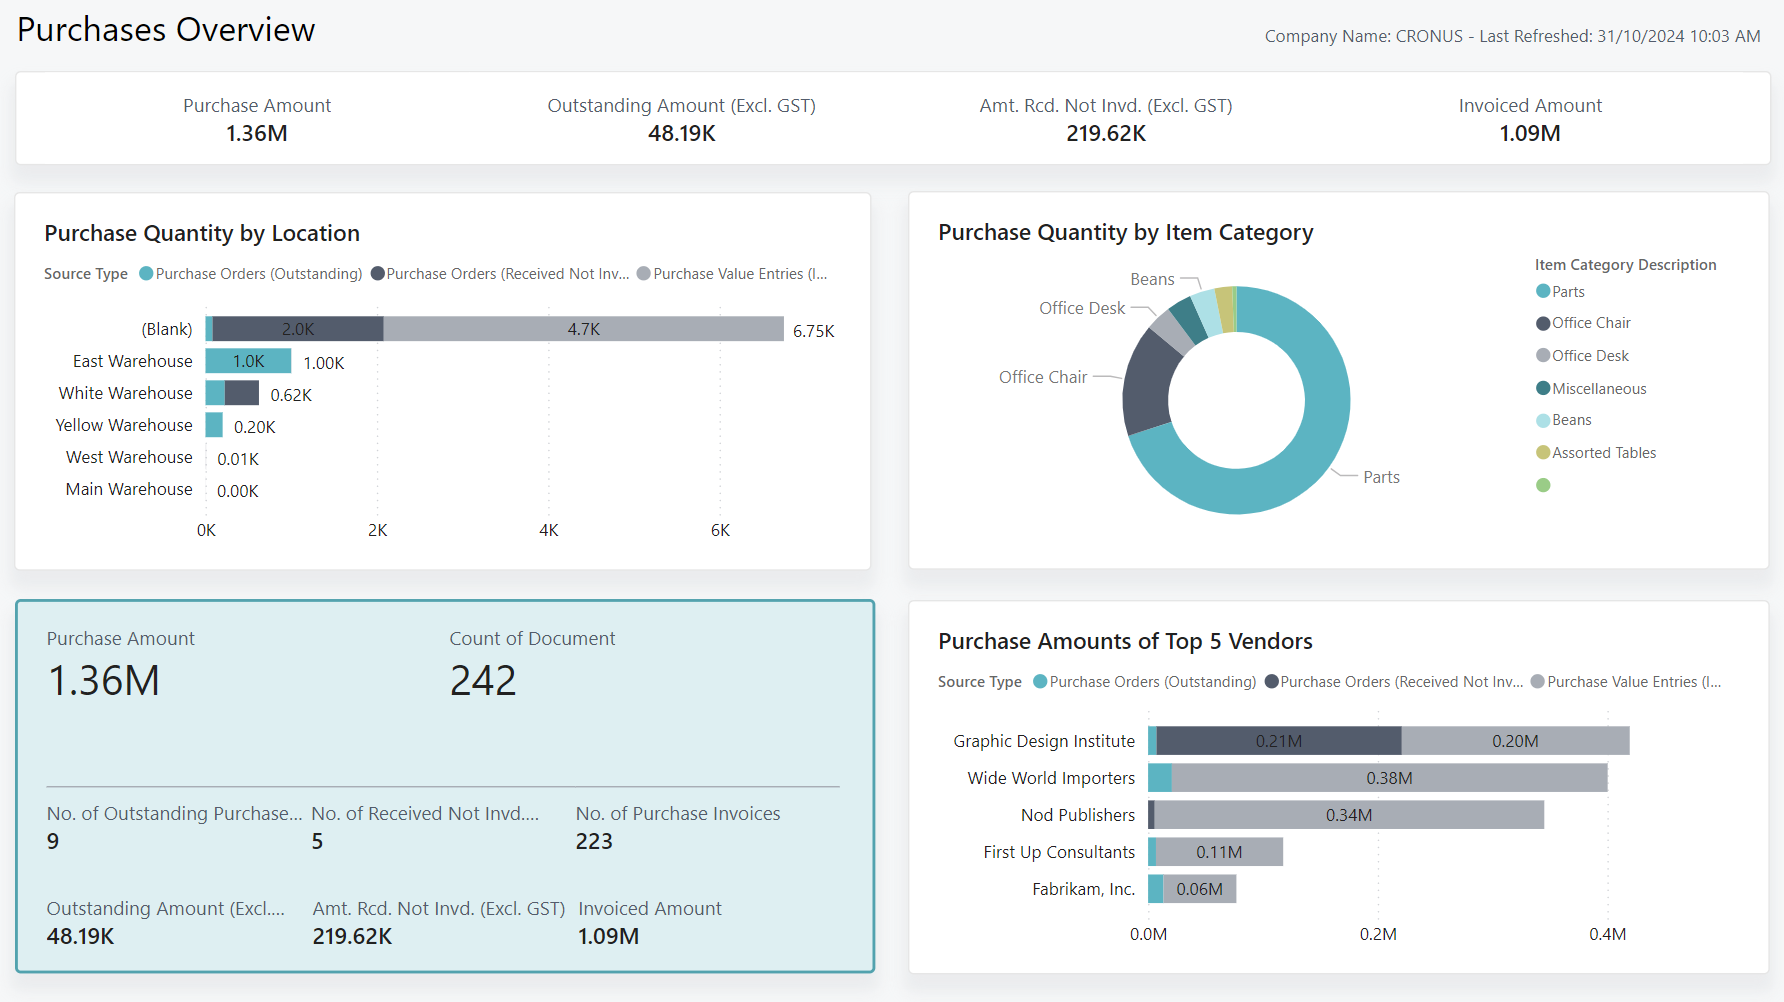 Purchases Overview
Company Name: CRONUS - Last Refreshed: 31/10/2024 10:03 AM
Purchase Amount
1.36M
Outstanding Amount (Excl. GST)
48.19K
Amt. Rcd. Not Invd. (Excl. GST)
219.62K
Invoiced Amount
1.09M
Purchase Quantity by Location
Source Type Purchase Orders (Outstanding) Purchase Orders (Received Not Inv... Purchase Value Entries (I...
(Blank) 2.0K 4.7K 6.75K
East Warehouse 1.0K 1.00K
White Warehouse 0.62K
Yellow Warehouse 0.20K
West Warehouse 0.01K
Main Warehouse 0.00K
0K 2K 4K 6K
Purchase Quantity by Item Category
Beans
Office Desk
Office Chair
Parts
Item Category Description
Parts
Office Chair
Office Desk
Miscellaneous
Beans
Assorted Tables
Purchase Amount
1.36M
Count of Document
242
No. of Outstanding Purchase...
9
No. of Received Not Invd....
5
No. of Purchase Invoices
223
Outstanding Amount (Excl....
48.19K
Amt. Rcd. Not Invd. (Excl. GST)
219.62K
Invoiced Amount
1.09M
Purchase Amounts of Top 5 Vendors
Source Type Purchase Orders (Outstanding) Purchase Orders (Received Not Inv... Purchase Value Entries (I...
Graphic Design Institute 0.21M 0.20M
Wide World Importers 0.38M
Nod Publishers 0.34M
First Up Consultants 0.11M
Fabrikam, Inc. 0.06M
0.0M 0.2M 0.4M